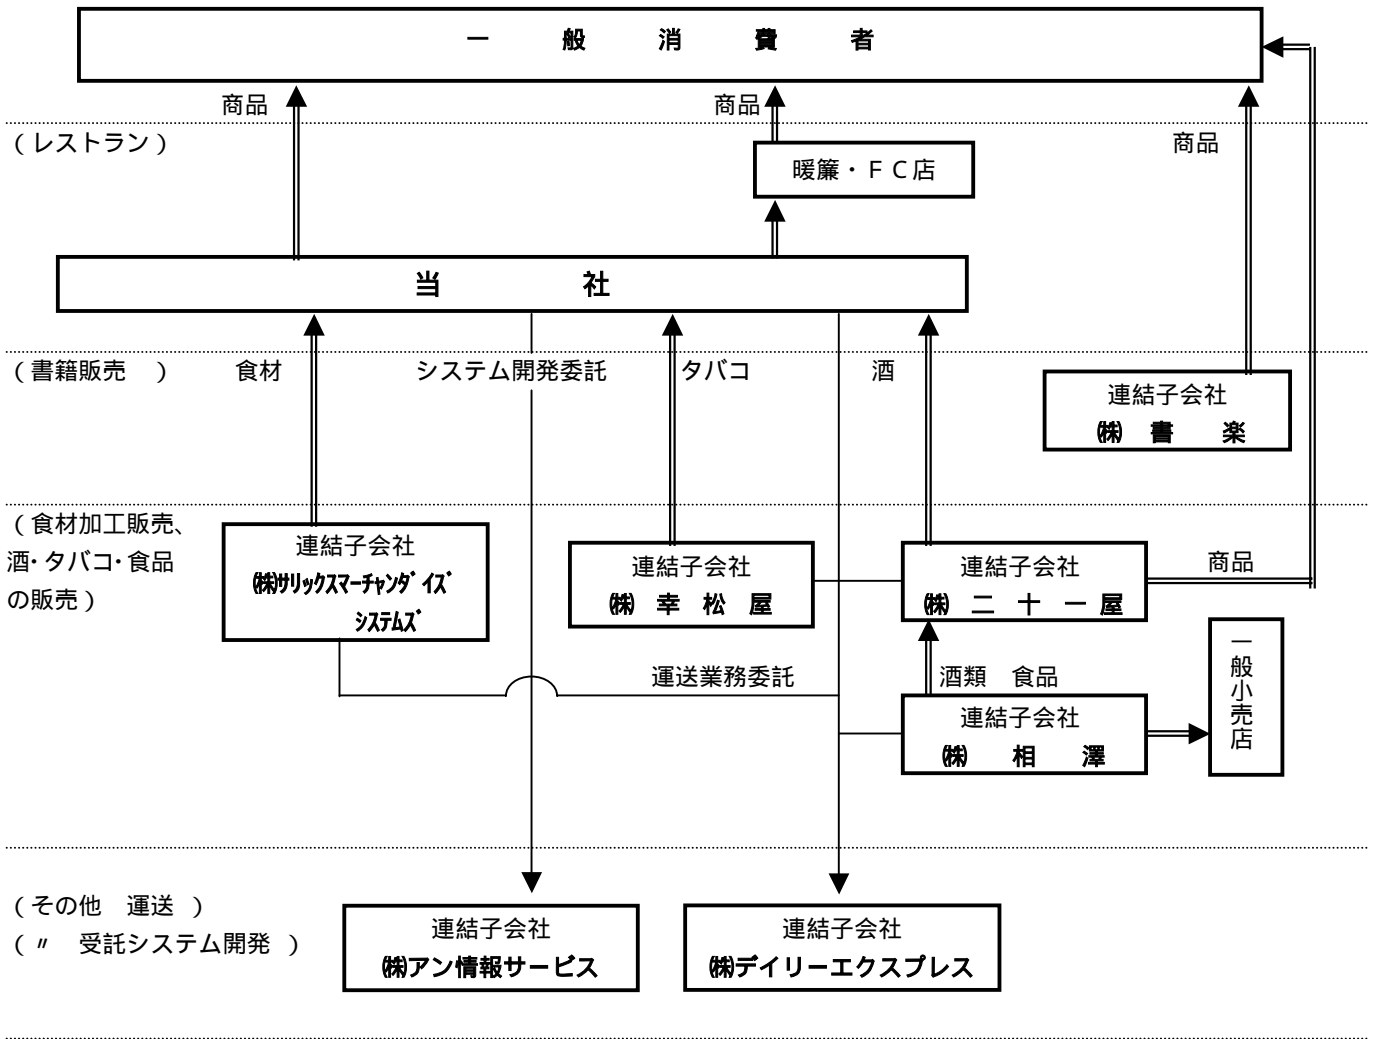 一般消費者
商品 商品
(レストラン) 商品
暖簾・FC店
当社
(書籍販売 ) 食材 システム開発委託 タバコ 酒
連結子会社
㈱ 書 楽
(食材加工販売、
酒・タバコ・食品
の販売)
連結子会社
㈱サリックスマーチャンダイズ
システムズ
連結子会社
㈱ 幸 松 屋
連結子会社
㈱ 二 十 一 屋
商品
運送業務委託 酒類 食品
連結子会社
㈱ 相 澤
一般小売店
(その他 運送 )
(〃 受託システム開発 )
連結子会社
㈱アン情報サービス
連結子会社
㈱デイリーエクスプレス